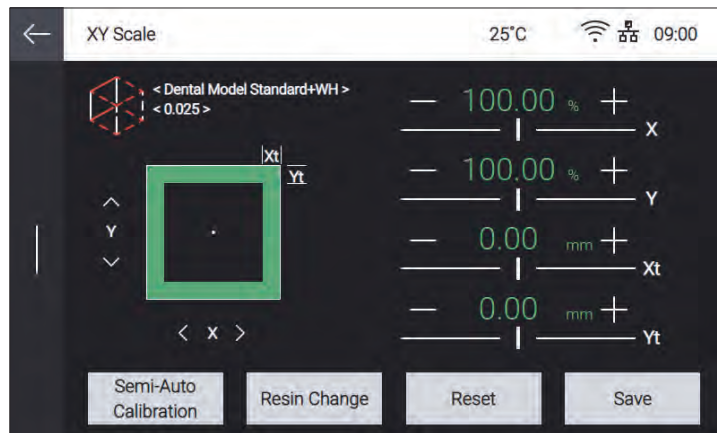 XY Scale 25°C 09:00
< Dental Model Standard+WH >
< 0.025 >
— 100.00 % +
X
Xt
Yt
— 100.00 % +
Y
Y
— 0.00 mm +
Xt
— 0.00 mm +
Yt
< X >
Semi-Auto
Calibration
Resin Change
Reset
Save